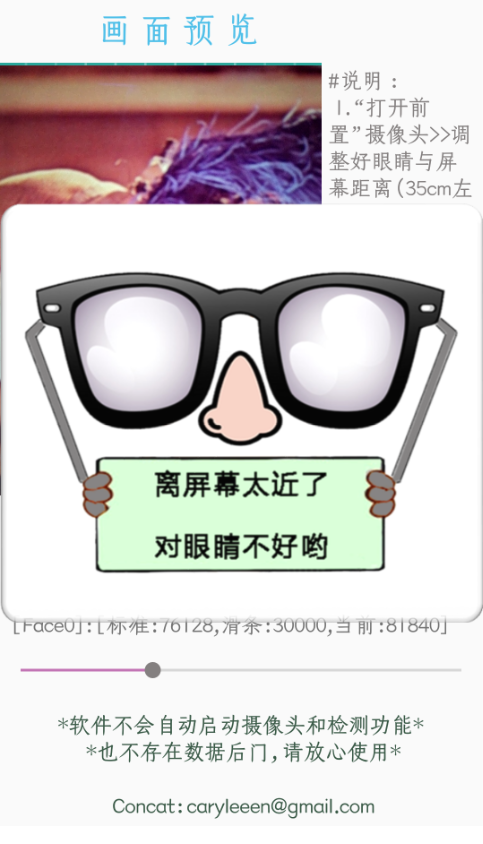 画面预览
#说明：
1.“打开前
置”摄像头>>调
整好眼睛与屏
幕距离(35cm左
离屏幕太近了
对眼睛不好哟
[Face0]:[标准:76128,滑条:30000,当前:81840]
*软件不会自动启动摄像头和检测功能*
*也不存在数据后门,请放心使用*
Concat:caryleeen@gmail.com